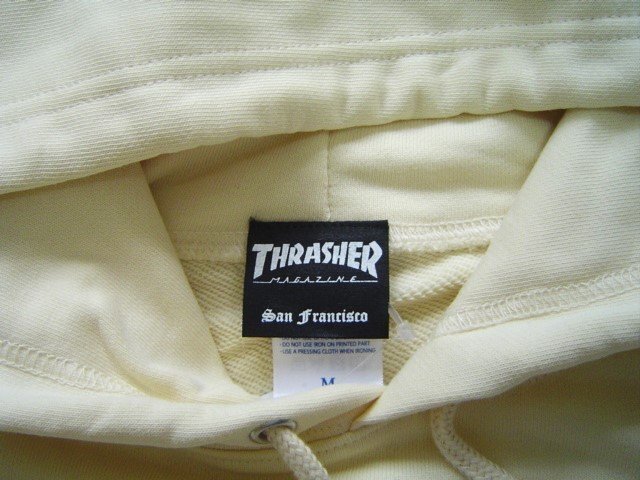 THRASHER
MAGAZINE
San Francisco
· DO NOT USE IRON ON PRINTED PART
· USE A PRESSING CLOTH WHEN IRONING
M